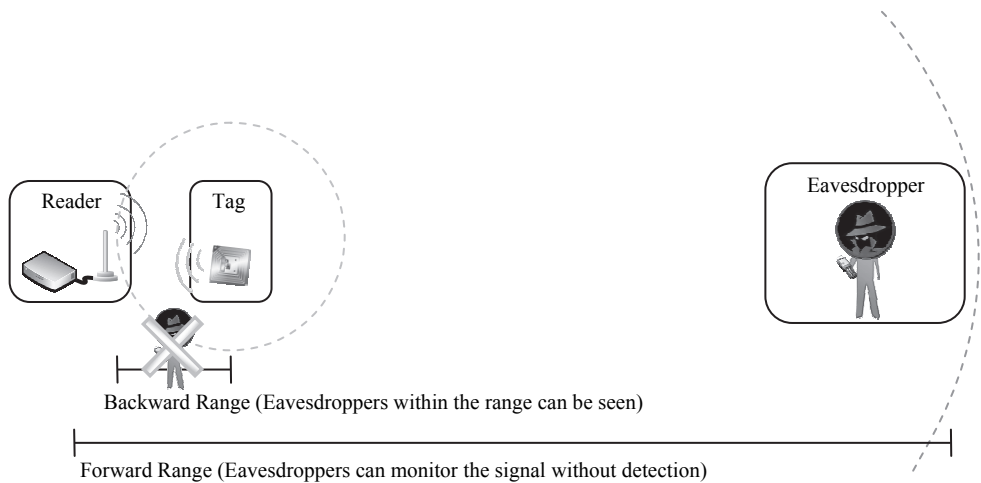 Reader
Tag
Eavesdropper
Backward Range (Eavesdroppers within the range can be seen)
Forward Range (Eavesdroppers can monitor the signal without detection)